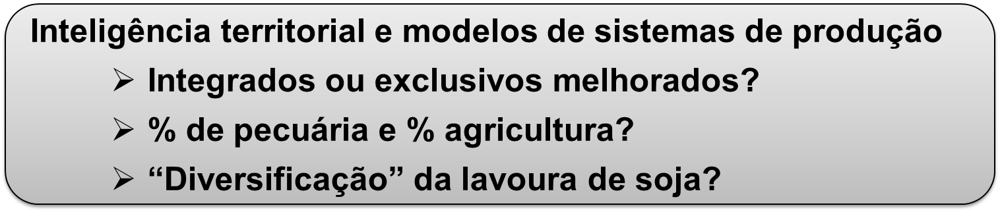 Inteligência territorial e modelos de sistemas de produção
➢ Integrados ou exclusivos melhorados?
➢ % de pecuária e % agricultura?
➢ “Diversificação” da lavoura de soja?